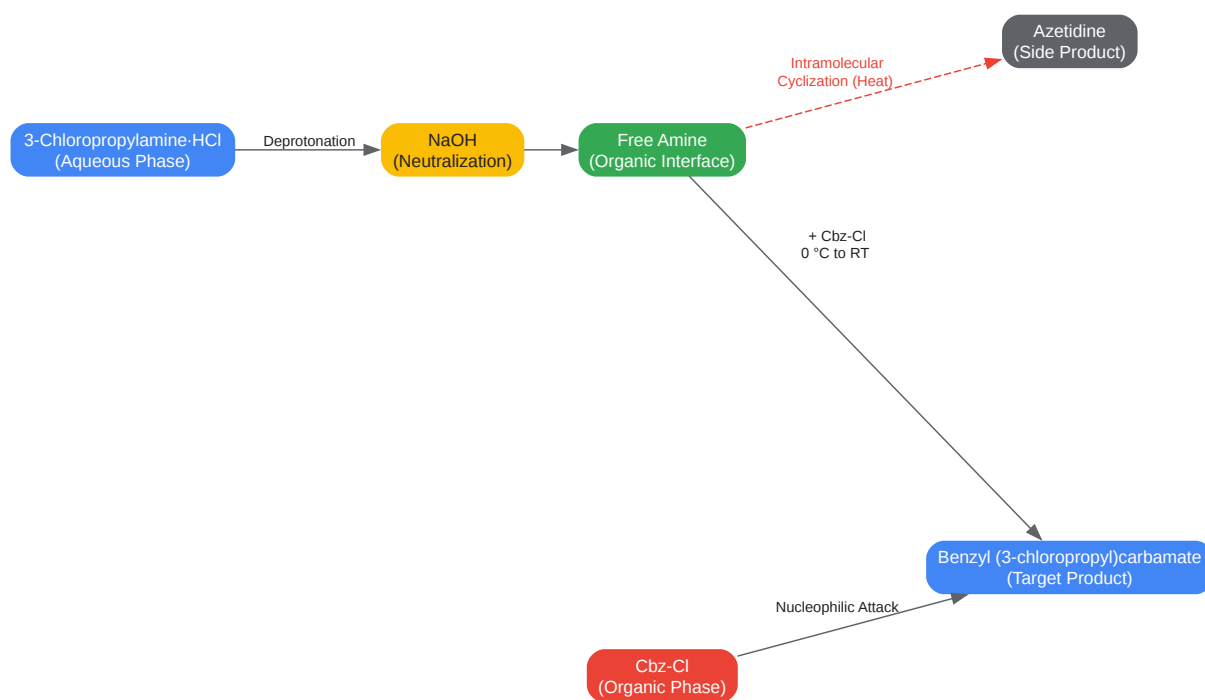 Azetidine
(Side Product)
Intramolecular
Cyclization (Heat)
3-Chloropropylamine·HCl
(Aqueous Phase)
Deprotonation
NaOH
(Neutralization)
Free Amine
(Organic Interface)
+ Cbz-Cl
0 °C to RT
Benzyl (3-chloropropyl)carbamate
(Target Product)
Nucleophilic Attack
Cbz-Cl
(Organic Phase)